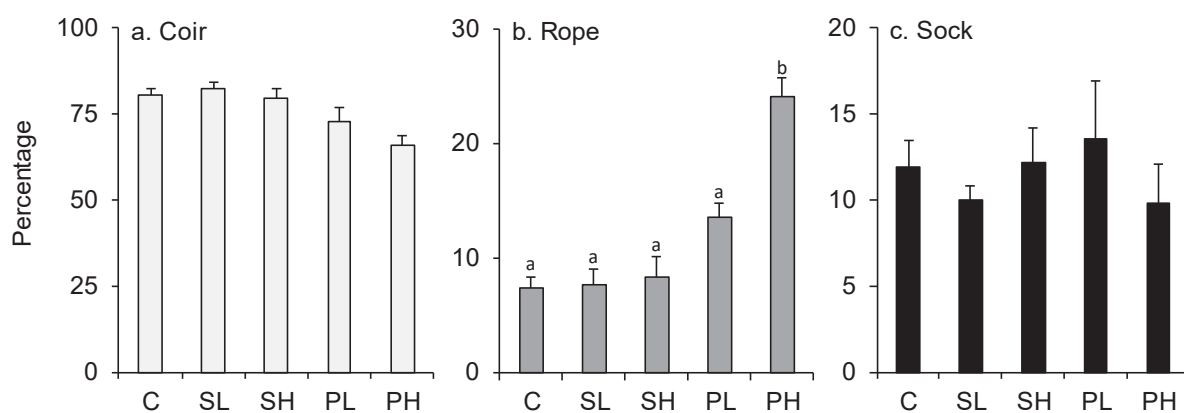 a. Coir
b. Rope
c. Sock
Percentage
100
75
50
25
0
C SL SH PL PH
30
20
10
0
a a a a b
C SL SH PL PH
20
15
10
5
0
C SL SH PL PH